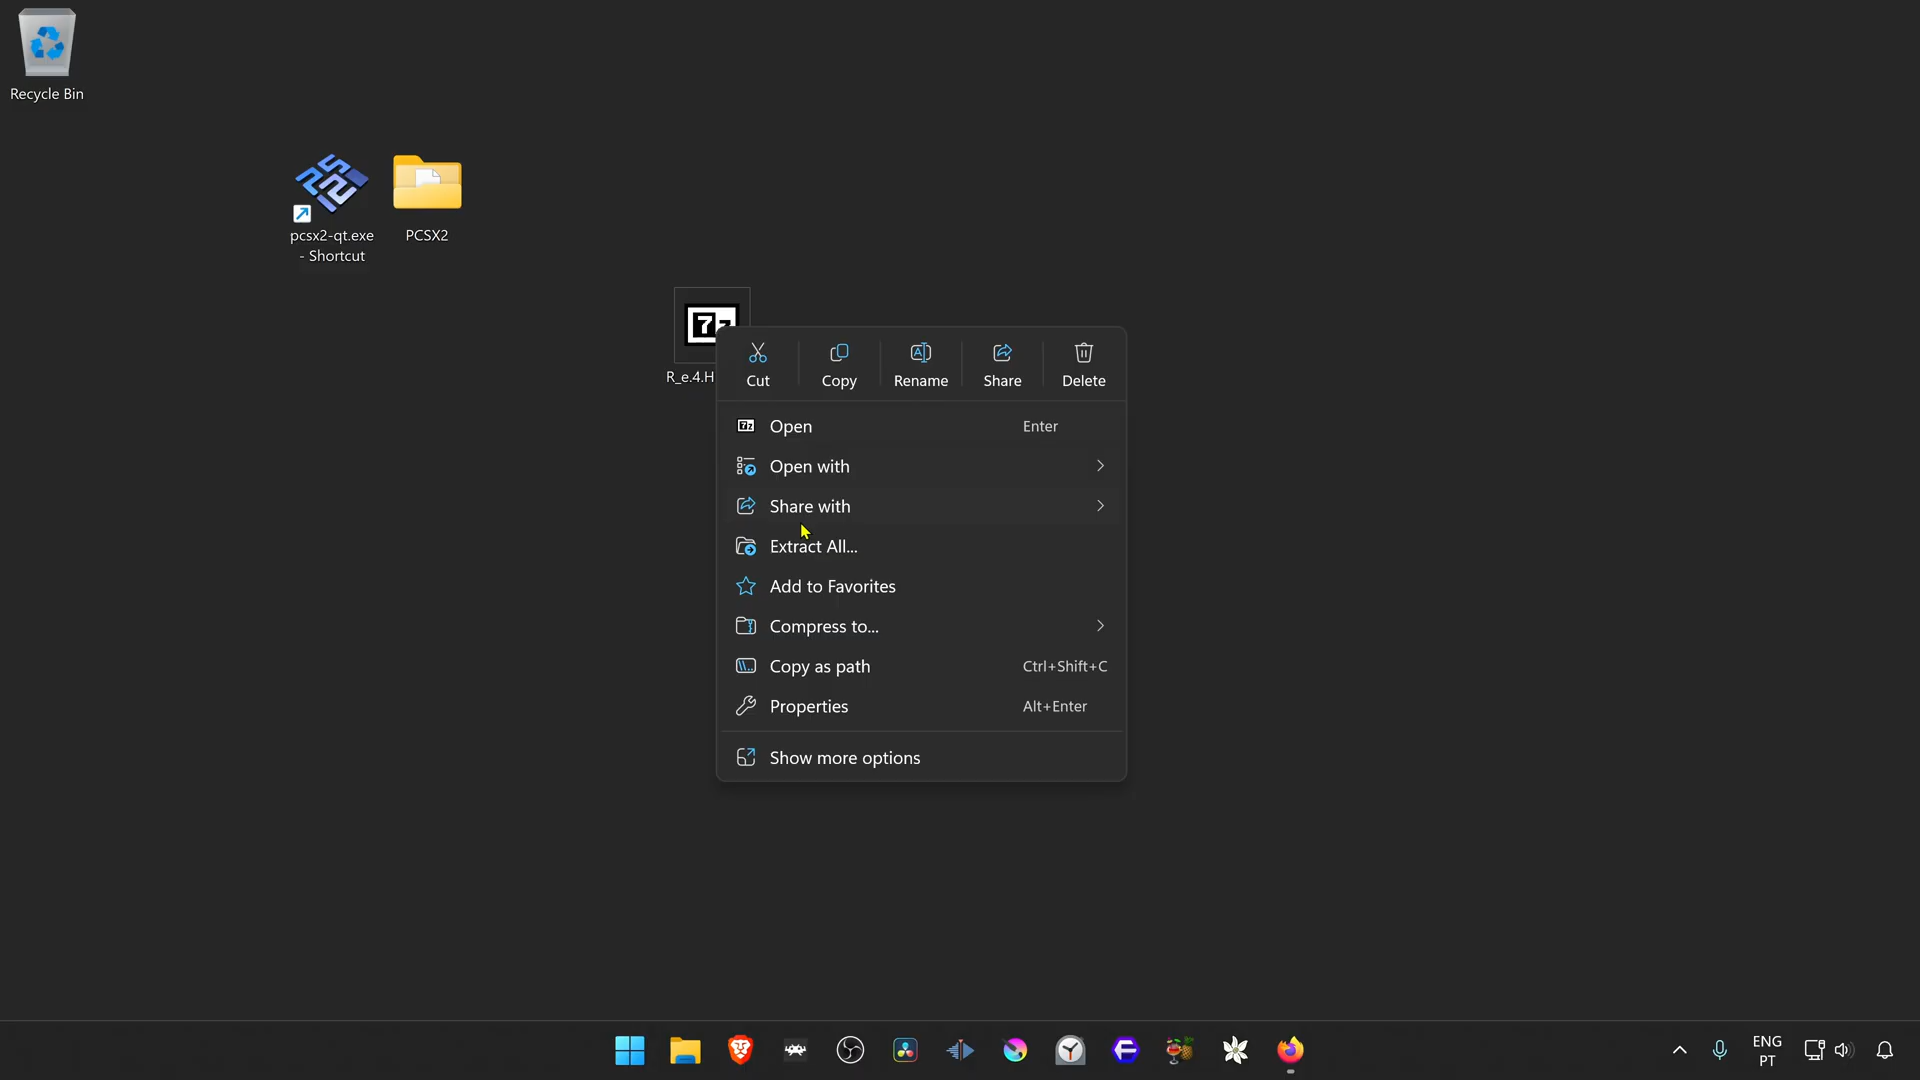 Recycle Bin
pcsx2-qt.exe
- Shortcut
PCSX2
R_e.4.H
Cut
Copy
Rename
Share
Delete
Open
Enter
Open with
Share with
Extract All...
Add to Favorites
Compress to...
Copy as path
Ctrl+Shift+C
Properties
Alt+Enter
Show more options
ENG
PT